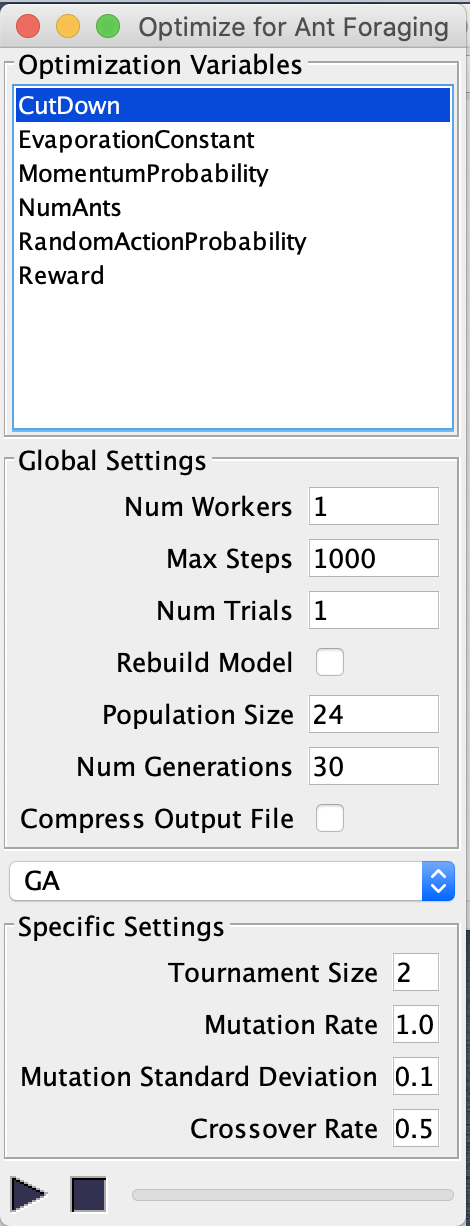 Optimize for Ant Foraging
Optimization Variables
CutDown
EvaporationConstant
MomentumProbability
NumAnts
RandomActionProbability
Reward
Global Settings
Num Workers 1
Max Steps 1000
Num Trials 1
Rebuild Model
Population Size 24
Num Generations 30
Compress Output File
GA
Specific Settings
Tournament Size 2
Mutation Rate 1.0
Mutation Standard Deviation 0.1
Crossover Rate 0.5